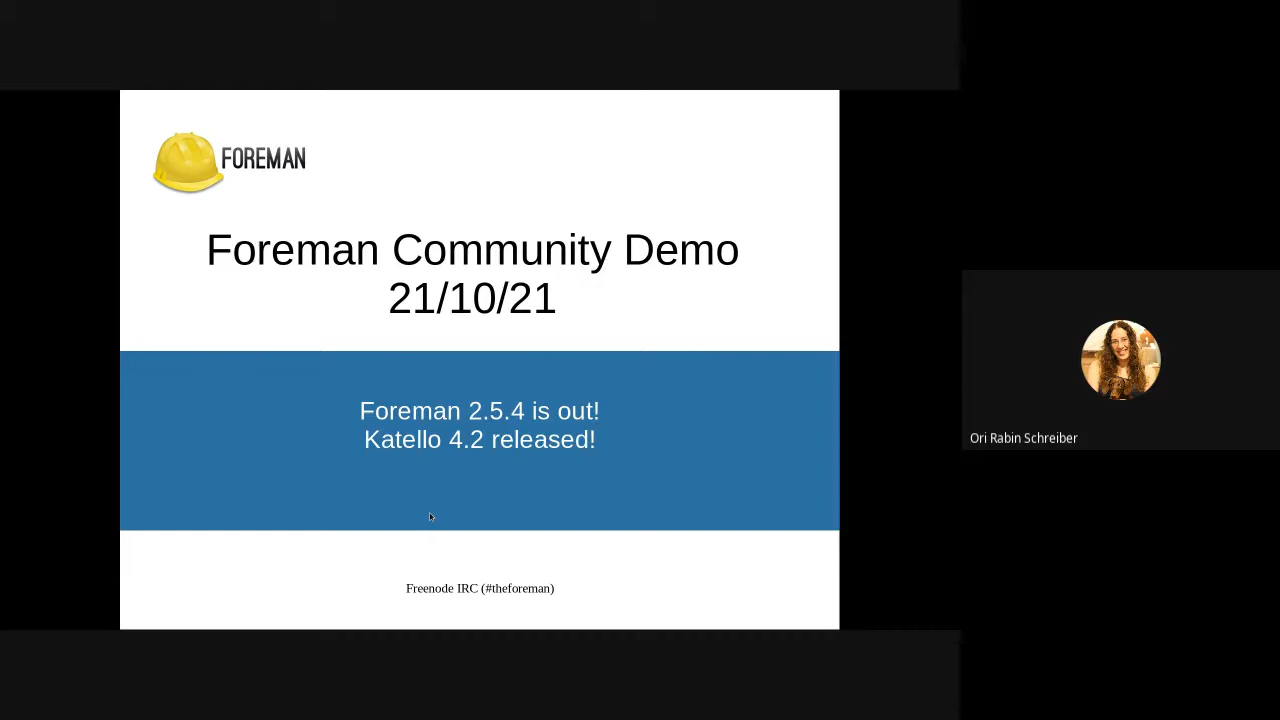 FOREMAN
Foreman Community Demo
21/10/21
Foreman 2.5.4 is out!
Katello 4.2 released!
Freenode IRC (#theforeman)
Ori Rabin Schreiber